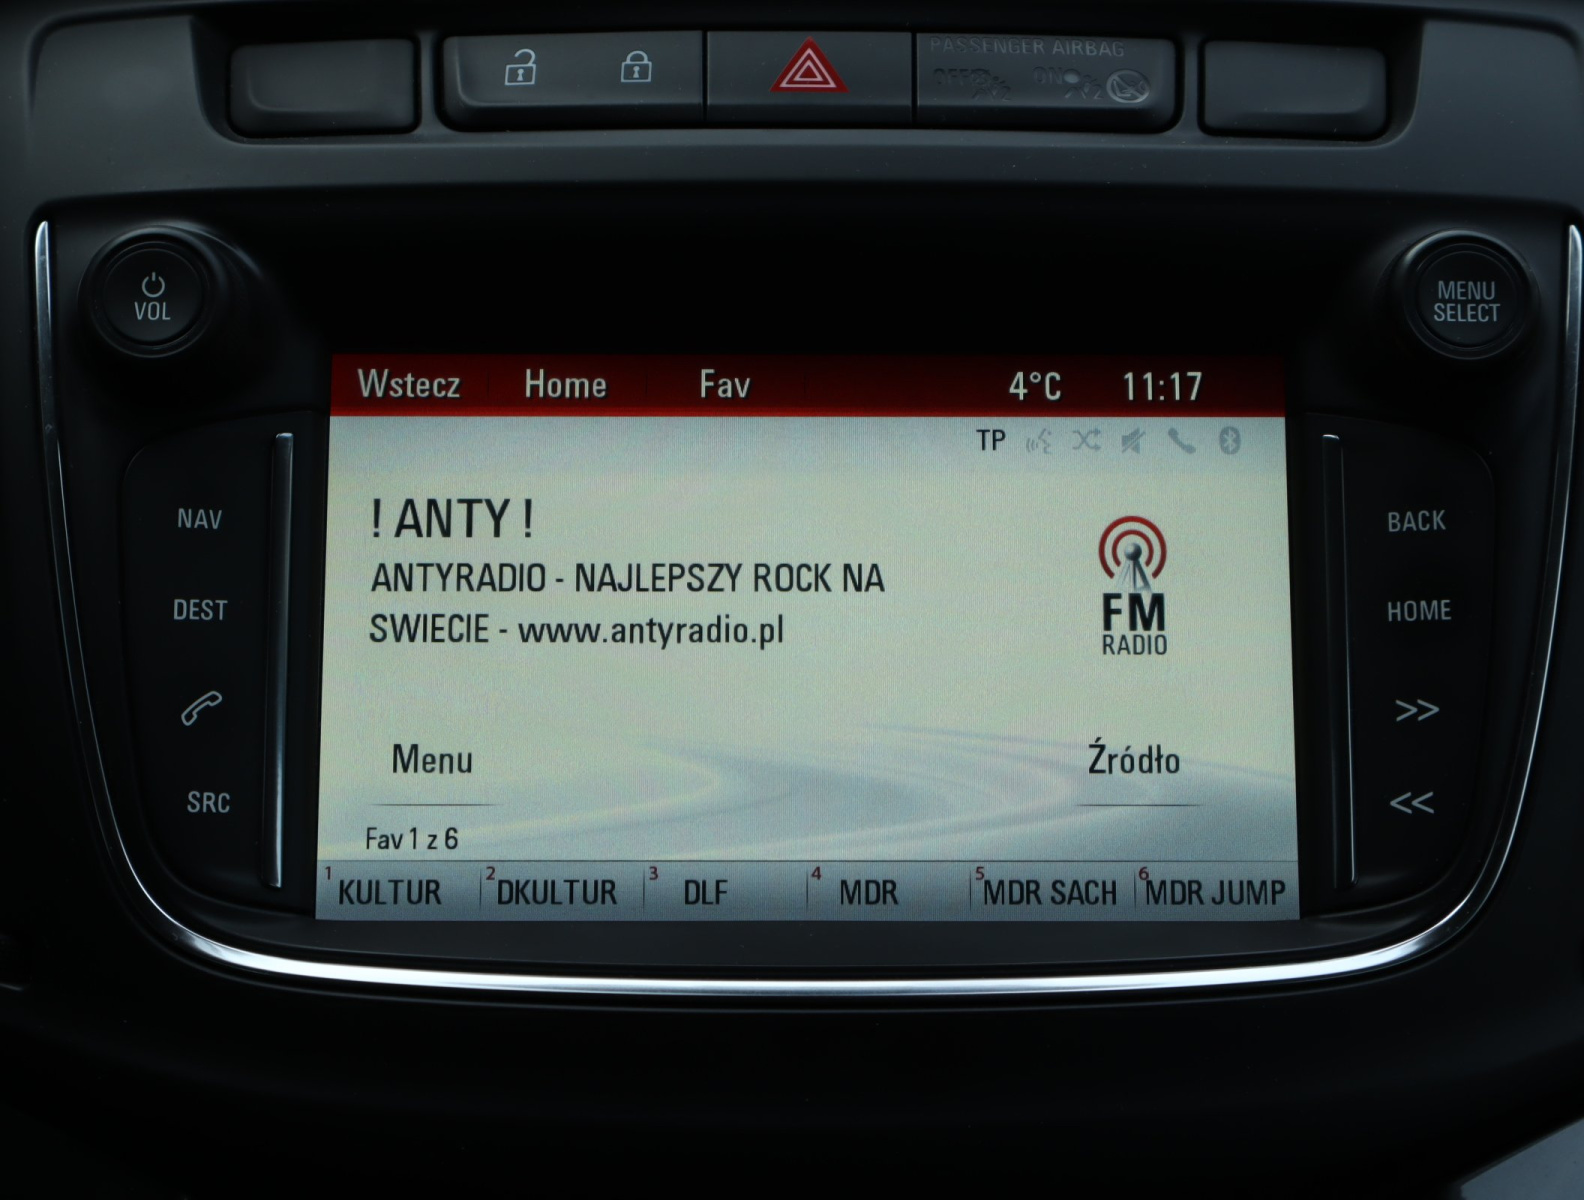 PASSENGER AIRBAG
OFF ON
VOL
MENU
SELECT
Wstecz Home Fav 4°C 11:17
TP
! ANTY !
ANTYRADIO - NAJLEPSZY ROCK NA
SWIECIE - www.antyradio.pl
FM
RADIO
NAV
DEST
SRC
BACK
HOME
>>
<<
Menu Źródło
Fav 1 z 6
1 KULTUR 2 DKULTUR 3 DLF 4 MDR 5 MDR SACH 6 MDR JUMP